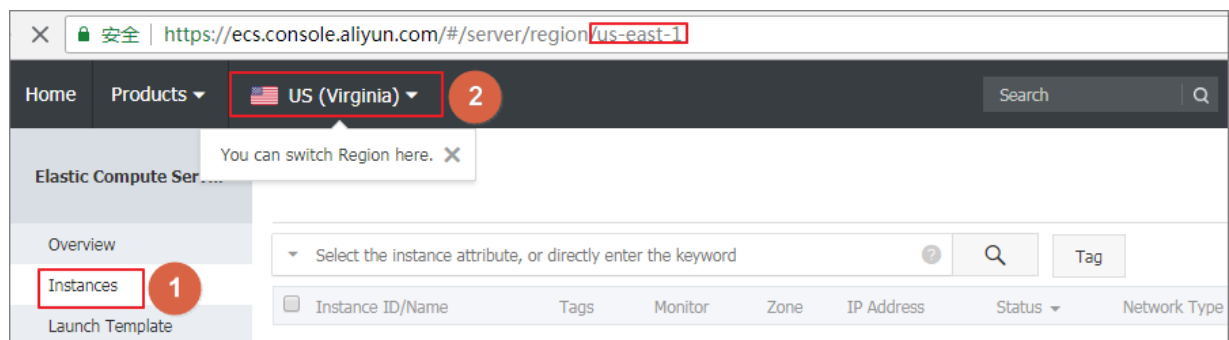 安全 | https://ecs.console.aliyun.com/#/server/region/us-east-1
Home Products US (Virginia) 2 Search
You can switch Region here.
Elastic Compute Ser...
Overview
Select the instance attribute, or directly enter the keyword ? Tag
Instances 1
Instance ID/Name Tags Monitor Zone IP Address Status Network Type
Launch Template